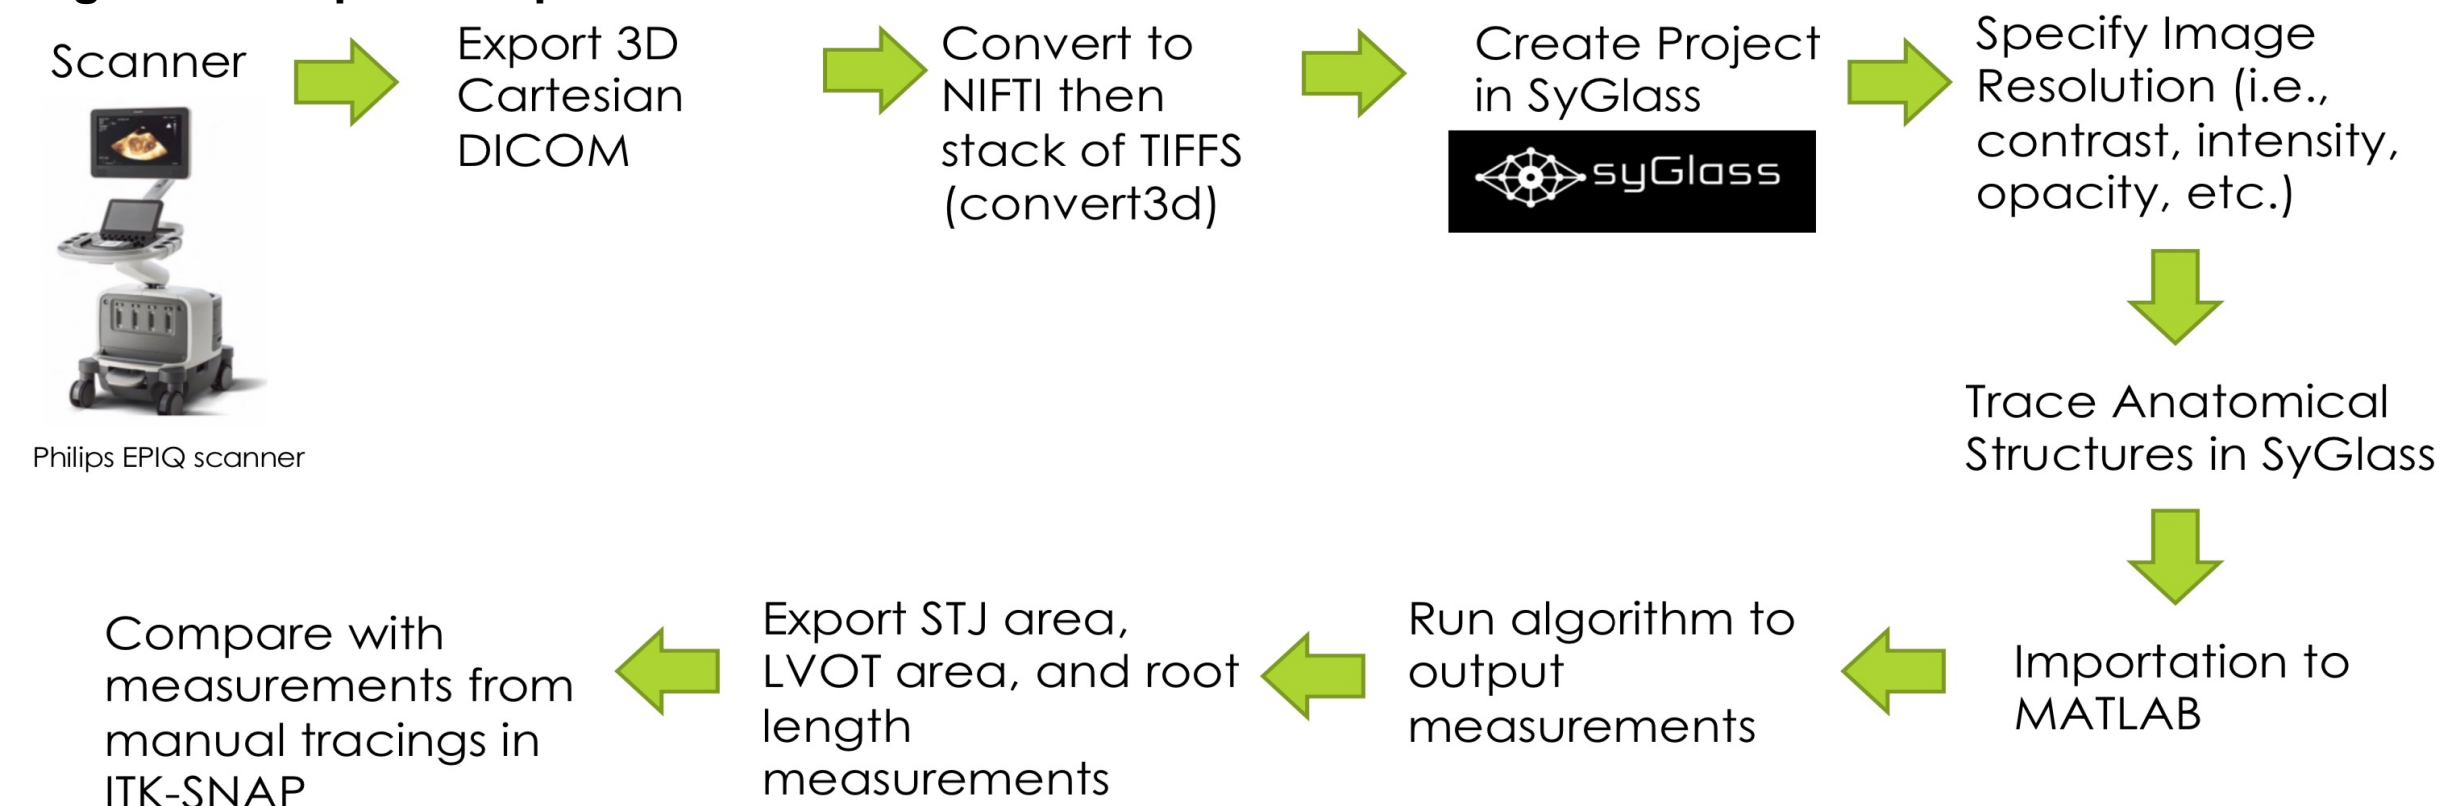 Scanner
Philips EPIQ scanner
Export 3D
Cartesian
DICOM
Convert to
NIFTI then
stack of TIFFS
(convert3d)
Create Project
in SyGlass
syGlass
Specify Image
Resolution (i.e.,
contrast, intensity,
opacity, etc.)
Trace Anatomical
Structures in SyGlass
Importation to
MATLAB
Run algorithm to
output
measurements
Export STJ area,
LVOT area, and root
length
measurements
Compare with
measurements from
manual tracings in
ITK-SNAP